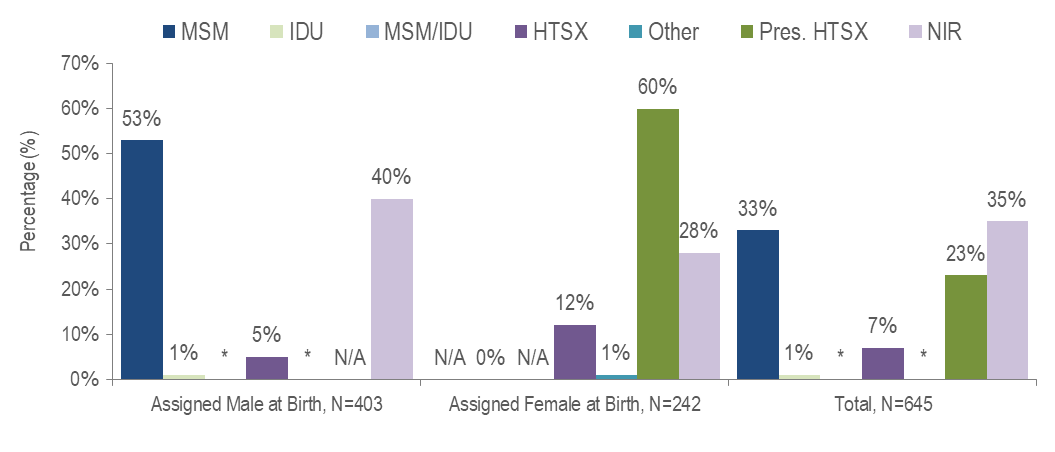 MSM IDU MSM/IDU HTSX Other Pres. HTSX NIR
Percentage (%)
70%
60%
50%
40%
30%
20%
10%
0%
53% 1% * 5% * N/A 40%
N/A 0% N/A 12% 1% 60% 28%
33% 1% * 7% * 23% 35%
Assigned Male at Birth, N=403
Assigned Female at Birth, N=242
Total, N=645